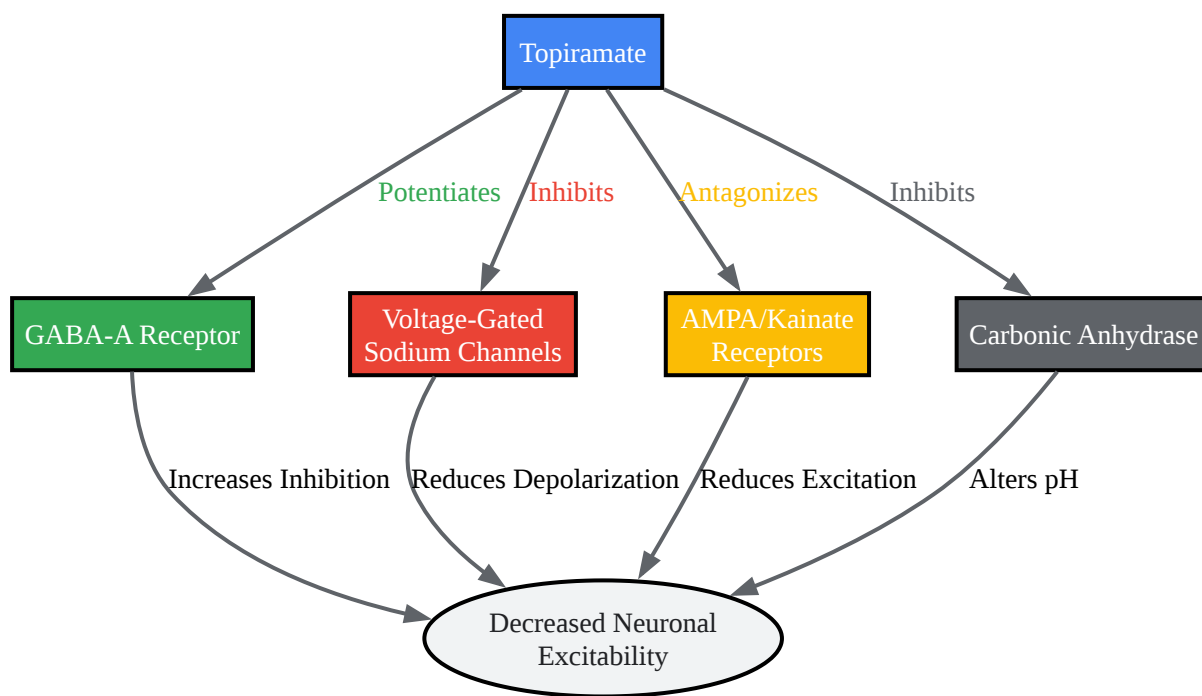 Topiramate
Potentiates
Inhibits
Antagonizes
Inhibits
GABA-A Receptor
Voltage-Gated
Sodium Channels
AMPA/Kainate
Receptors
Carbonic Anhydrase
Increases Inhibition
Reduces Depolarization
Reduces Excitation
Alters pH
Decreased Neuronal
Excitability